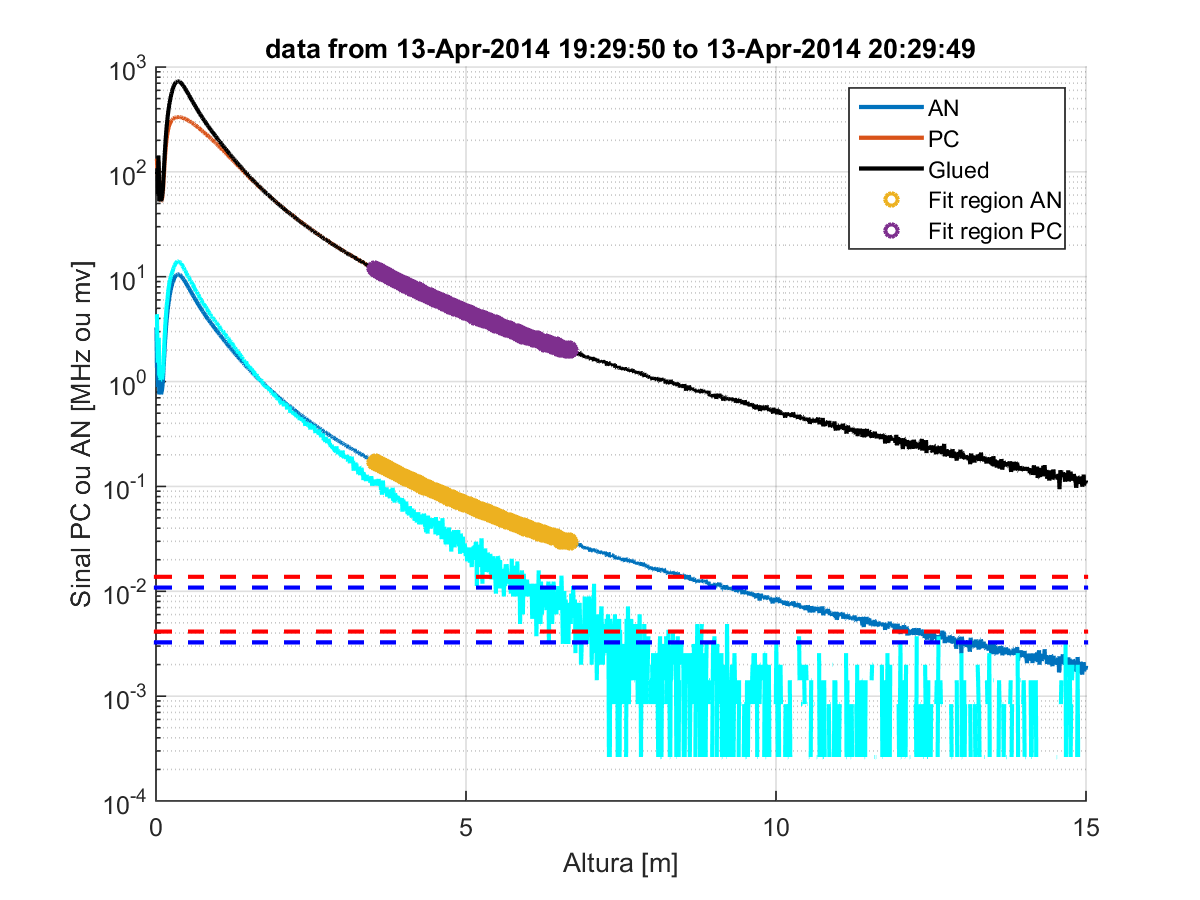 data from 13-Apr-2014 19:29:50 to 13-Apr-2014 20:29:49
AN
PC
Glued
Fit region AN
Fit region PC
Sinal PC ou AN [MHz ou mv]
10^3
10^2
10^1
10^0
10^-1
10^-2
10^-3
10^-4
0 5 10 15
Altura [m]